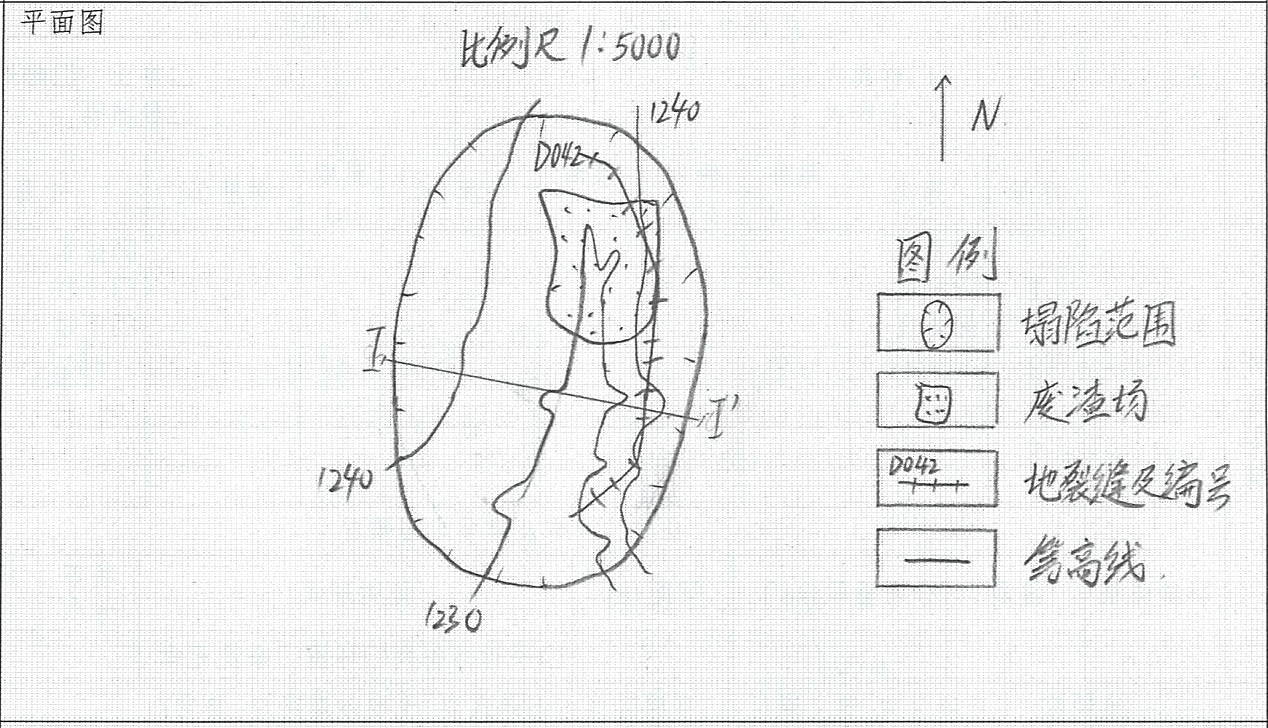 平面图
比例尺 1:5000
1240
N
D042
图例
塌陷范围
I
I'
废渣场
1240
D042
地裂缝及编号
等高线.
1230